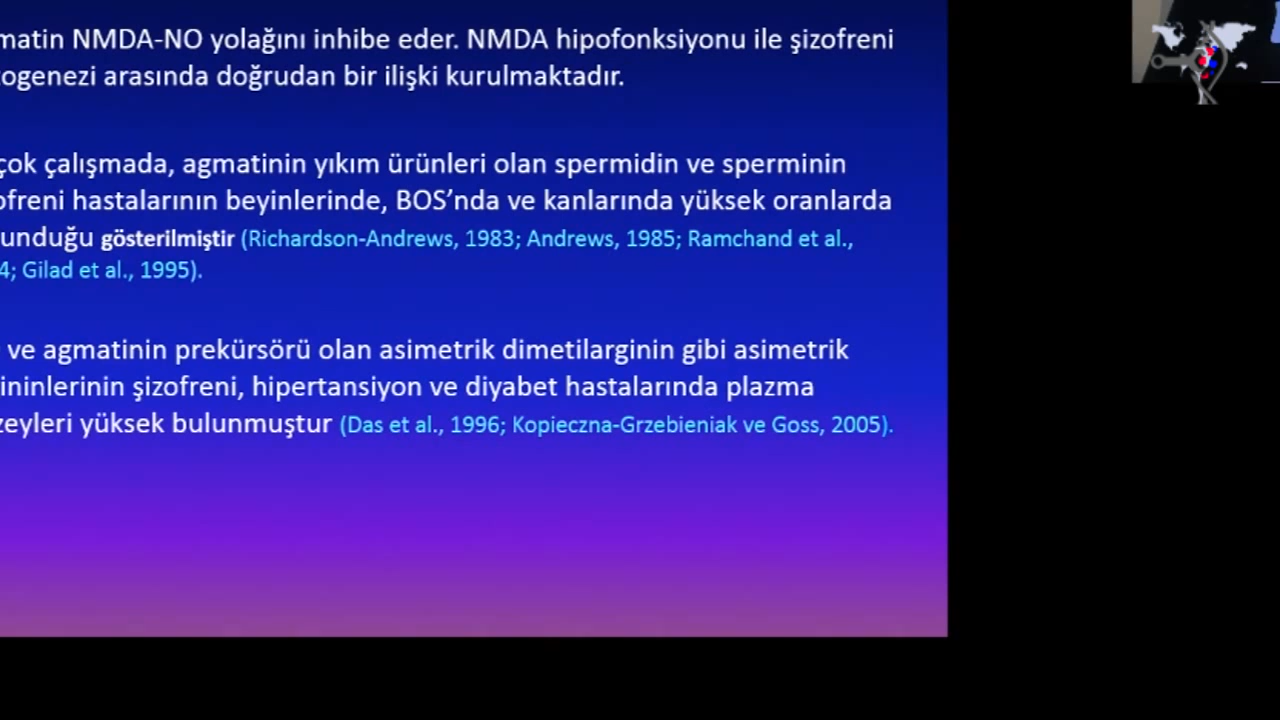 matin NMDA-NO yolağını inhibe eder. NMDA hipofonksiyonu ile şizofreni
togenezi arasında doğrudan bir ilişki kurulmaktadır.
çok çalışmada, agmatinin yıkım ürünleri olan spermidin ve sperminin
ofreni hastalarının beyinlerinde, BOS’nda ve kanlarında yüksek oranlarda
unduğu gösterilmiştir (Richardson-Andrews, 1983; Andrews, 1985; Ramchand et al.,
4; Gilad et al., 1995).
ve agmatinin prekürsörü olan asimetrik dimetilarginin gibi asimetrik
ininlerinin şizofreni, hipertansiyon ve diyabet hastalarında plazma
zeyleri yüksek bulunmuştur (Das et al., 1996; Kopieczna-Grzebieniak ve Goss, 2005).